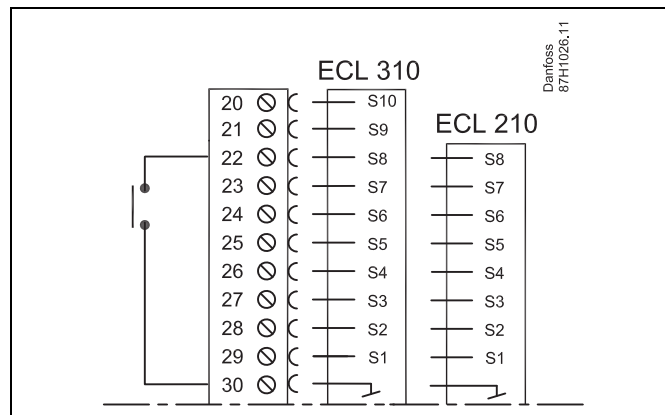 Danfoss
87H1026.11
ECL 310
ECL 210
20 S10
21 S9
22 S8 S8
23 S7 S7
24 S6 S6
25 S5 S5
26 S4 S4
27 S3 S3
28 S2 S2
29 S1 S1
30